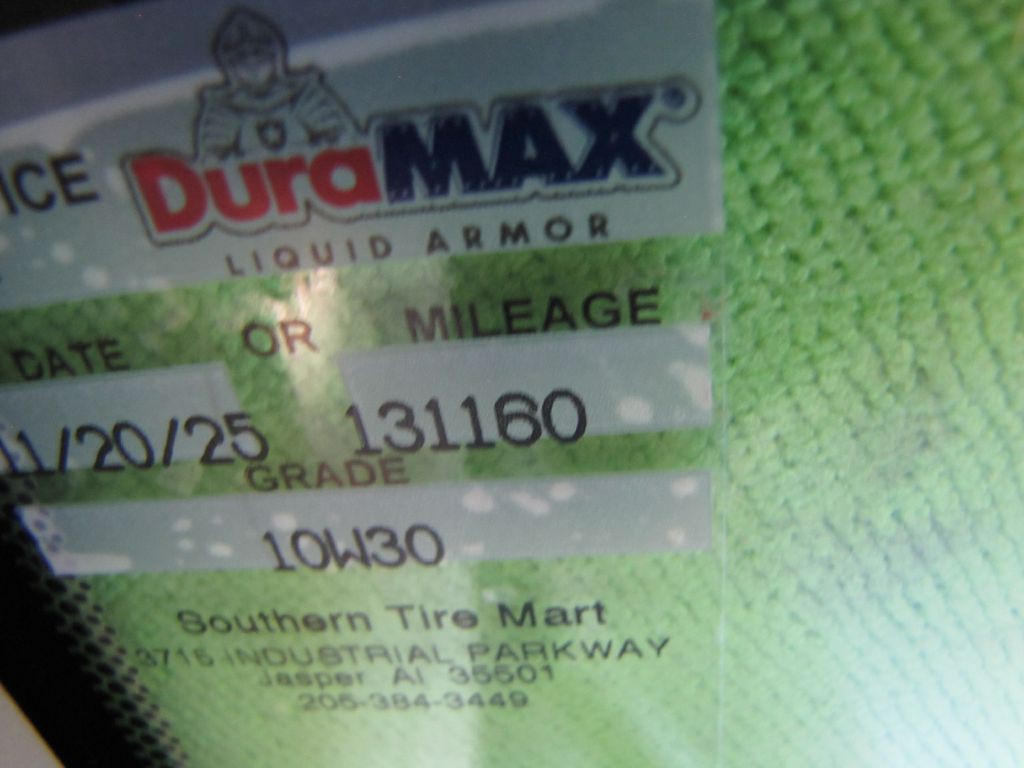 ICE DuraMAX®
LIQUID ARMOR
DATE OR MILEAGE
11/20/25 131160
GRADE
10W30
Southern Tire Mart
3715 INDUSTRIAL PARKWAY
Jasper Al 35501
205-384-3449